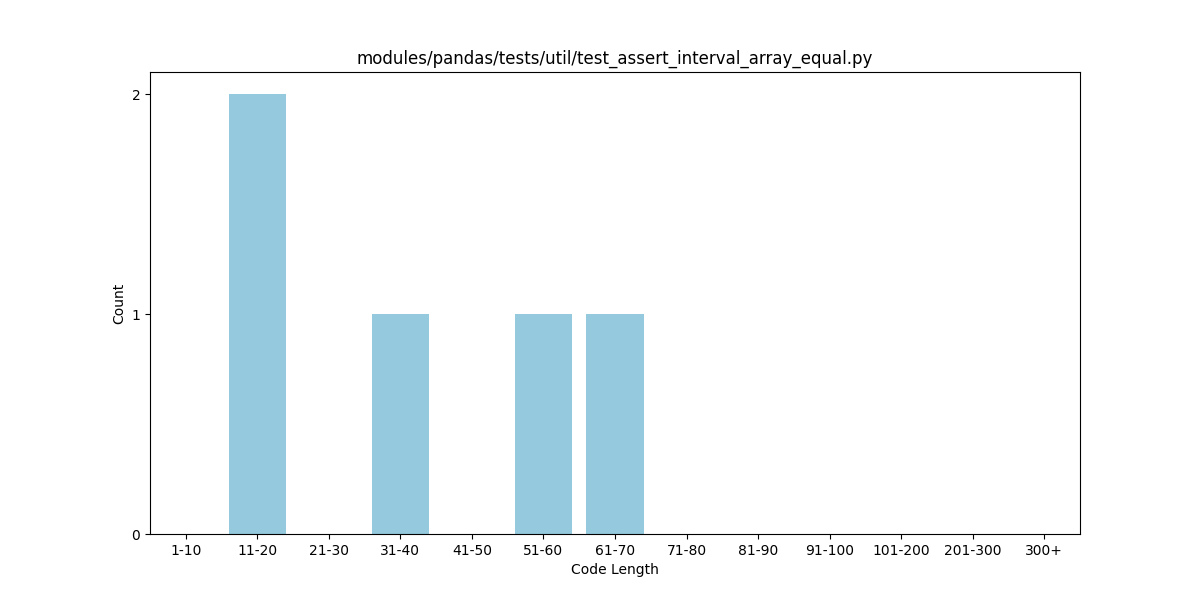 modules/pandas/tests/util/test_assert_interval_array_equal.py
2
1
0
Count
1-10 11-20 21-30 31-40 41-50 51-60 61-70 71-80 81-90 91-100 101-200 201-300 300+
Code Length